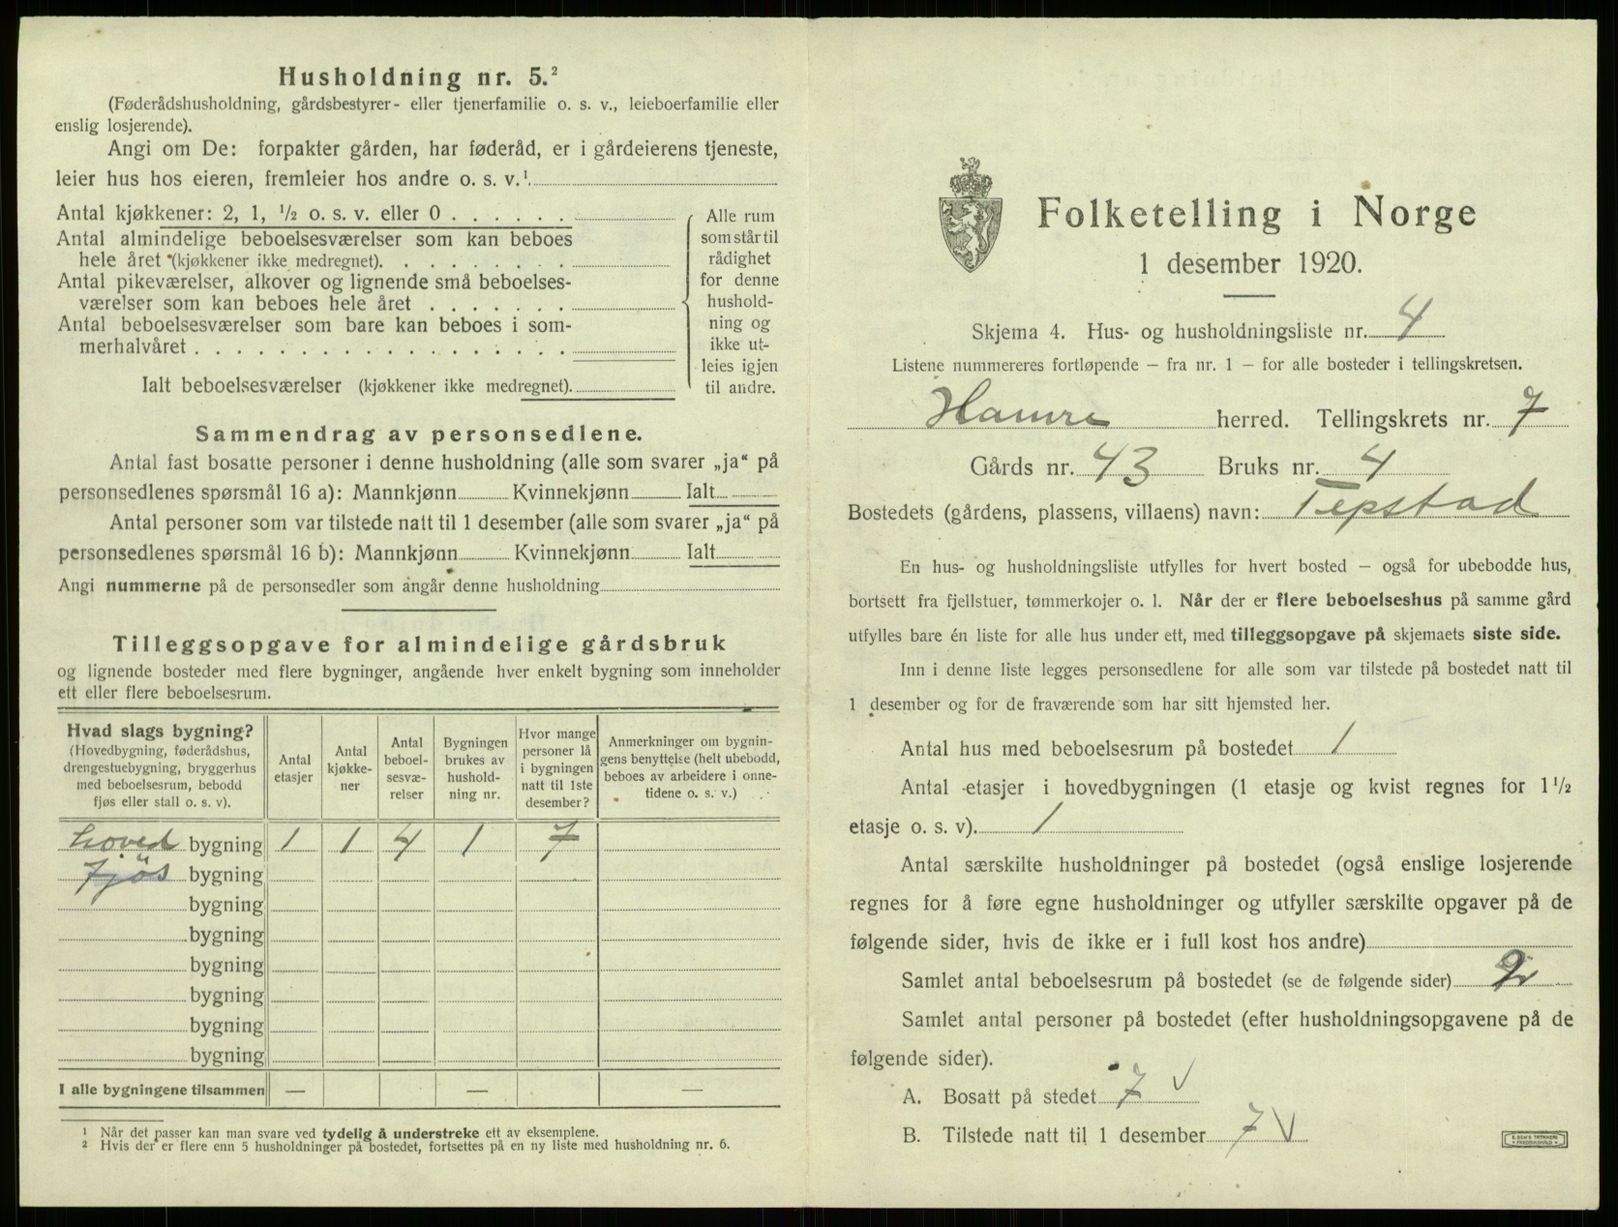 Husholdning nr. 5.²
(Føderådshusholdning, gårdsbestyrer- eller tjenerfamilie o. s. v., leieboerfamilie eller
enslig losjerende).
Angi om De: forpakter gården, har føderåd, er i gårdeierens tjeneste,
leier hus hos eieren, fremleier hos andre o. s. v.¹
Antal kjøkkener: 2, 1, ½ o. s. v. eller 0 . . . . . .
Antal almindelige beboelsesværelser som kan beboes
hele året (kjøkkener ikke medregnet). . . . . . . . .
Antal pikeværelser, alkover og lignende små beboelses-
værelser som kan beboes hele året . . . . . . .
Antal beboelsesværelser som bare kan beboes i som-
merhalvåret . . . . . . . . . . . . . . . . . .
Ialt beboelsesværelser (kjøkkener ikke medregnet).
Alle rum
som står til
rådighet
for denne
hushold-
ning og
ikke ut-
leies igjen
til andre.
Sammendrag av personsedlene.
Antal fast bosatte personer i denne husholdning (alle som svarer „ja“ på
personsedlenes spørsmål 16 a): Mannkjønn Kvinnekjønn Ialt
Antal personer som var tilstede natt til 1 desember (alle som svarer „ja“ på
personsedlenes spørsmål 16 b): Mannkjønn Kvinnekjønn Ialt
Angi nummerne på de personsedler som angår denne husholdning
Tilleggsopgave for almindelige gårdsbruk
og lignende bosteder med flere bygninger, angående hver enkelt bygning som inneholder
ett eller flere beboelsesrum.
Hvad slags bygning?
(Hovedbygning, føderådshus,
drengestuebygning, bryggerhus
med beboelsesrum, bebodd
fjøs eller stall o. s. v).
Antal
etasjer
Antal
kjøkke-
ner
Antal
beboel-
sesvæ-
relser
Bygningen
brukes av
hushold-
ning nr.
Hvor mange
personer lå
i bygningen
natt til 1ste
desember?
Anmerkninger om bygnin-
gens benyttelse (helt ubebodd,
beboes av arbeidere i onne-
tidene o. s. v.)
Hoved bygning 1 1 4 1 7
Fjös bygning
bygning
bygning
bygning
bygning
bygning
bygning
I alle bygningene tilsammen — — —
¹ Når det passer kan man svare ved tydelig å understreke ett av eksemplene.
² Hvis der er flere enn 5 husholdninger på bostedet, fortsettes på en ny liste med husholdning nr. 6.
Folketelling i Norge
1 desember 1920.
Skjema 4. Hus- og husholdningsliste nr. 4
Listene nummereres fortløpende — fra nr. 1 — for alle bosteder i tellingskretsen.
Hamre herred. Tellingskrets nr. 7
Gårds nr. 43 Bruks nr. 4
Bostedets (gårdens, plassens, villaens) navn: Tepstad
En hus- og husholdningsliste utfylles for hvert bosted — også for ubebodde hus,
bortsett fra fjellstuer, tømmerkojer o. l. Når der er flere beboelseshus på samme gård
utfylles bare én liste for alle hus under ett, med tilleggsopgave på skjemaets siste side.
Inn i denne liste legges personsedlene for alle som var tilstede på bostedet natt til
1 desember og for de fraværende som har sitt hjemsted her.
Antal hus med beboelsesrum på bostedet 1
Antal etasjer i hovedbygningen (1 etasje og kvist regnes for 1½
etasje o. s. v). 1
Antal særskilte husholdninger på bostedet (også enslige losjerende
regnes for å føre egne husholdninger og utfyller særskilte opgaver på de
følgende sider, hvis de ikke er i full kost hos andre)
Samlet antal beboelsesrum på bostedet (se de følgende sider) 2
Samlet antal personer på bostedet (efter husholdningsopgavene på de
følgende sider).
A. Bosatt på stedet 7 V
B. Tilstede natt til 1 desember 7 V